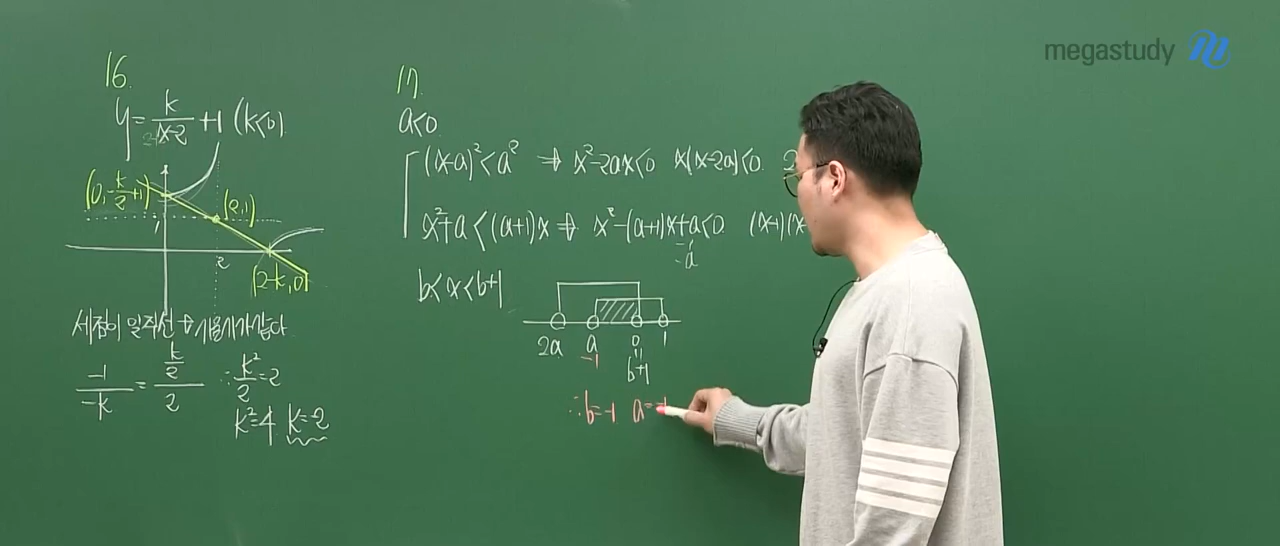 megastudy
16.
y = k/(x-2) + 1 (k<0)
(0, -k/2+1)
(2, 1)
1
2
(2-k, 0)
세점이 일직선 → 기울기가 같다
-1/-k = (k/2)/2 ∴ k²/2 = 2
k²=4 k=-2
17.
a<0.
(x-a)²<a² ⇒ x²-2ax<0 x(x-2a)<0. 2
x²+a<(a+1)x ⇒ x²-(a+1)x+a<0. (x-1)(x-
-a
b<x<b+1
2a a 0 1
-1 =
b+1
∴ b=-1 a=-1